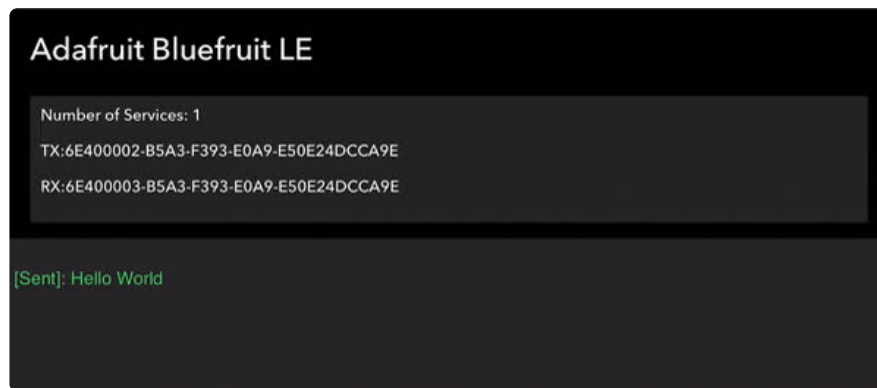 Adafruit Bluefruit LE
Number of Services: 1
TX:6E400002-B5A3-F393-E0A9-E50E24DCCA9E
RX:6E400003-B5A3-F393-E0A9-E50E24DCCA9E
[Sent]: Hello World